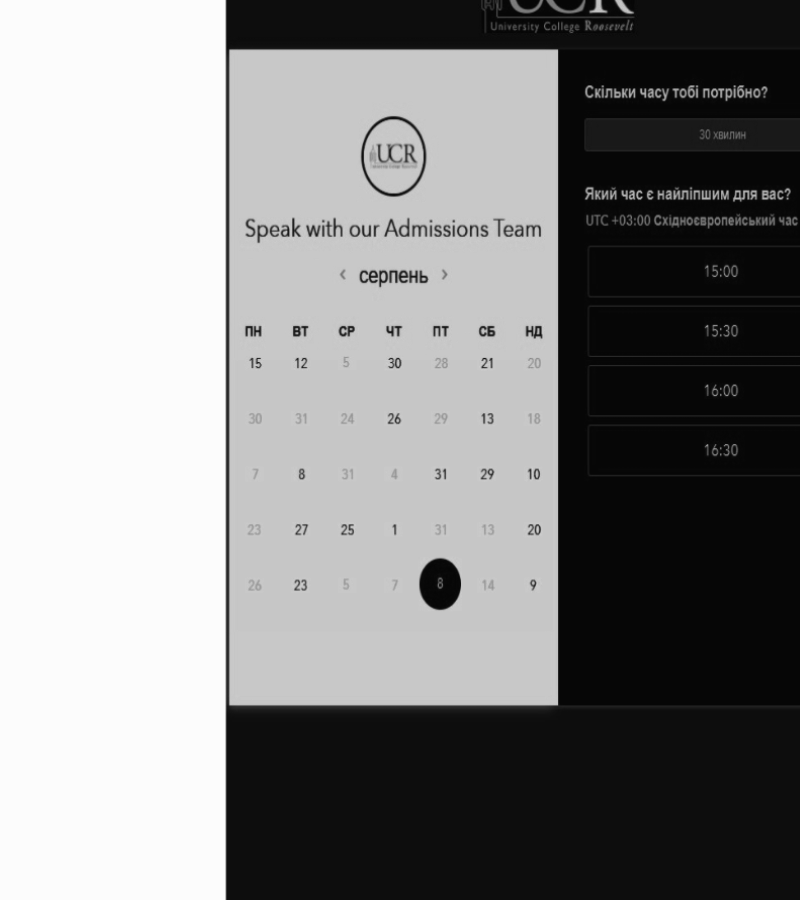 UCR
University College Roosevelt
UCR
Speak with our Admissions Team
‹ серпень ›
ПН ВТ СР ЧТ ПТ СБ НД
15 12 5 30 28 21 20
30 31 24 26 29 13 18
7 8 31 4 31 29 10
23 27 25 1 31 13 20
26 23 5 7 8 14 9
Скільки часу тобі потрібно?
30 хвилин
Який час є найліпшим для вас?
UTC +03:00 Східноєвропейський час
15:00
15:30
16:00
16:30